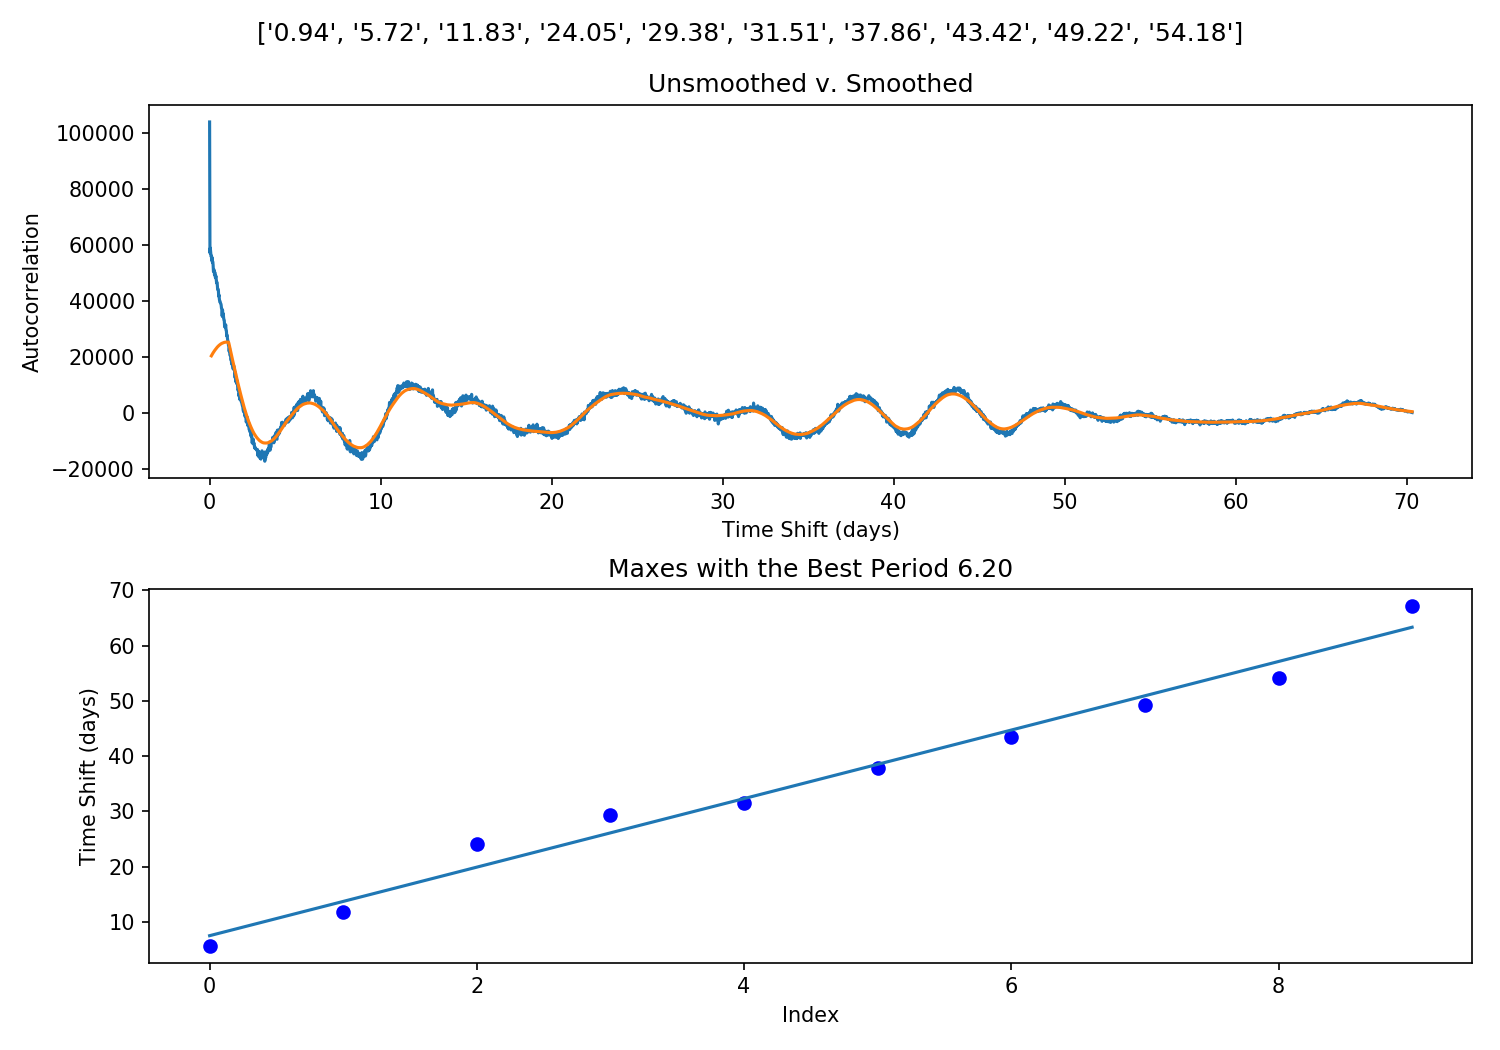 ['0.94', '5.72', '11.83', '24.05', '29.38', '31.51', '37.86', '43.42', '49.22', '54.18']
Unsmoothed v. Smoothed
100000
80000
60000
40000
20000
0
−20000
Autocorrelation
0 10 20 30 40 50 60 70
Time Shift (days)
Maxes with the Best Period 6.20
70
60
50
40
30
20
10
Time Shift (days)
0 2 4 6 8
Index